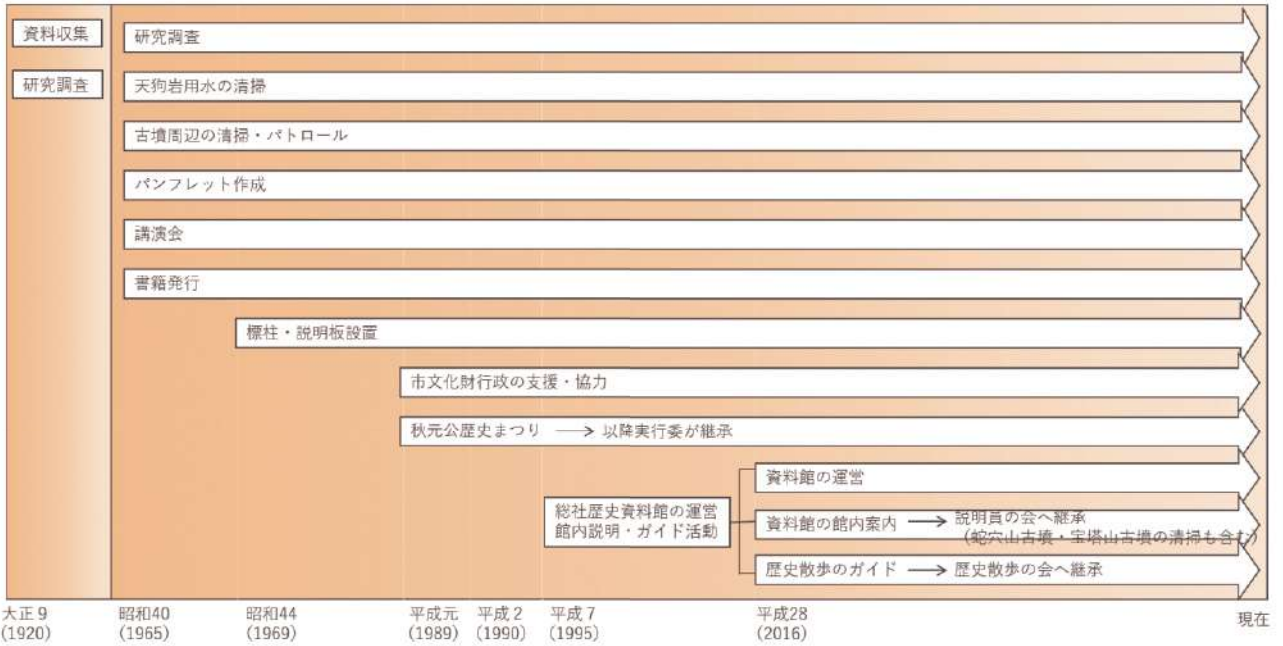 資料収集
研究調査
研究調査
天狗岩用水の清掃
古墳周辺の清掃・パトロール
パンフレット作成
講演会
書籍発行
標柱・説明板設置
市文化財行政の支援・協力
秋元公歴史まつり ⟶ 以降実行委が継承
総社歴史資料館の運営
館内説明・ガイド活動
資料館の運営
資料館の館内案内 ⟶ 説明員の会へ継承
(蛇穴山古墳・宝塔山古墳の清掃も含む)
歴史散歩のガイド ⟶ 歴史散歩の会へ継承
大正9
(1920)
昭和40
(1965)
昭和44
(1969)
平成元
(1989)
平成2
(1990)
平成7
(1995)
平成28
(2016)
現在